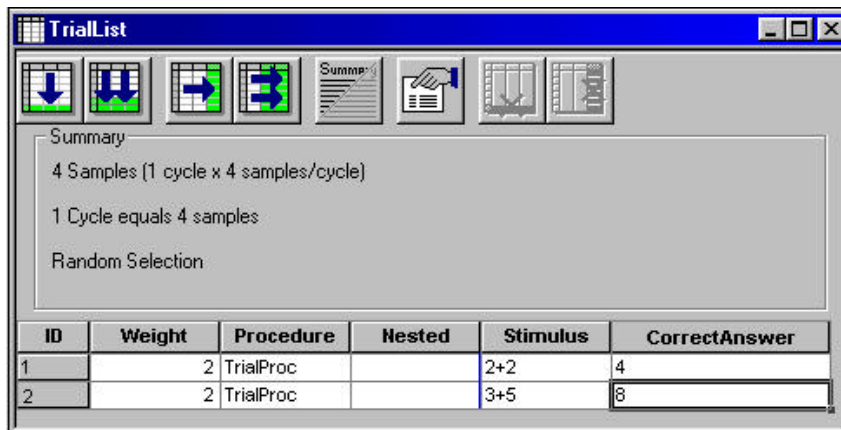 TrialList
Summary
Summary
4 Samples (1 cycle x 4 samples/cycle)
1 Cycle equals 4 samples
Random Selection
ID Weight Procedure Nested Stimulus CorrectAnswer
1 2 TrialProc 2+2 4
2 2 TrialProc 3+5 8